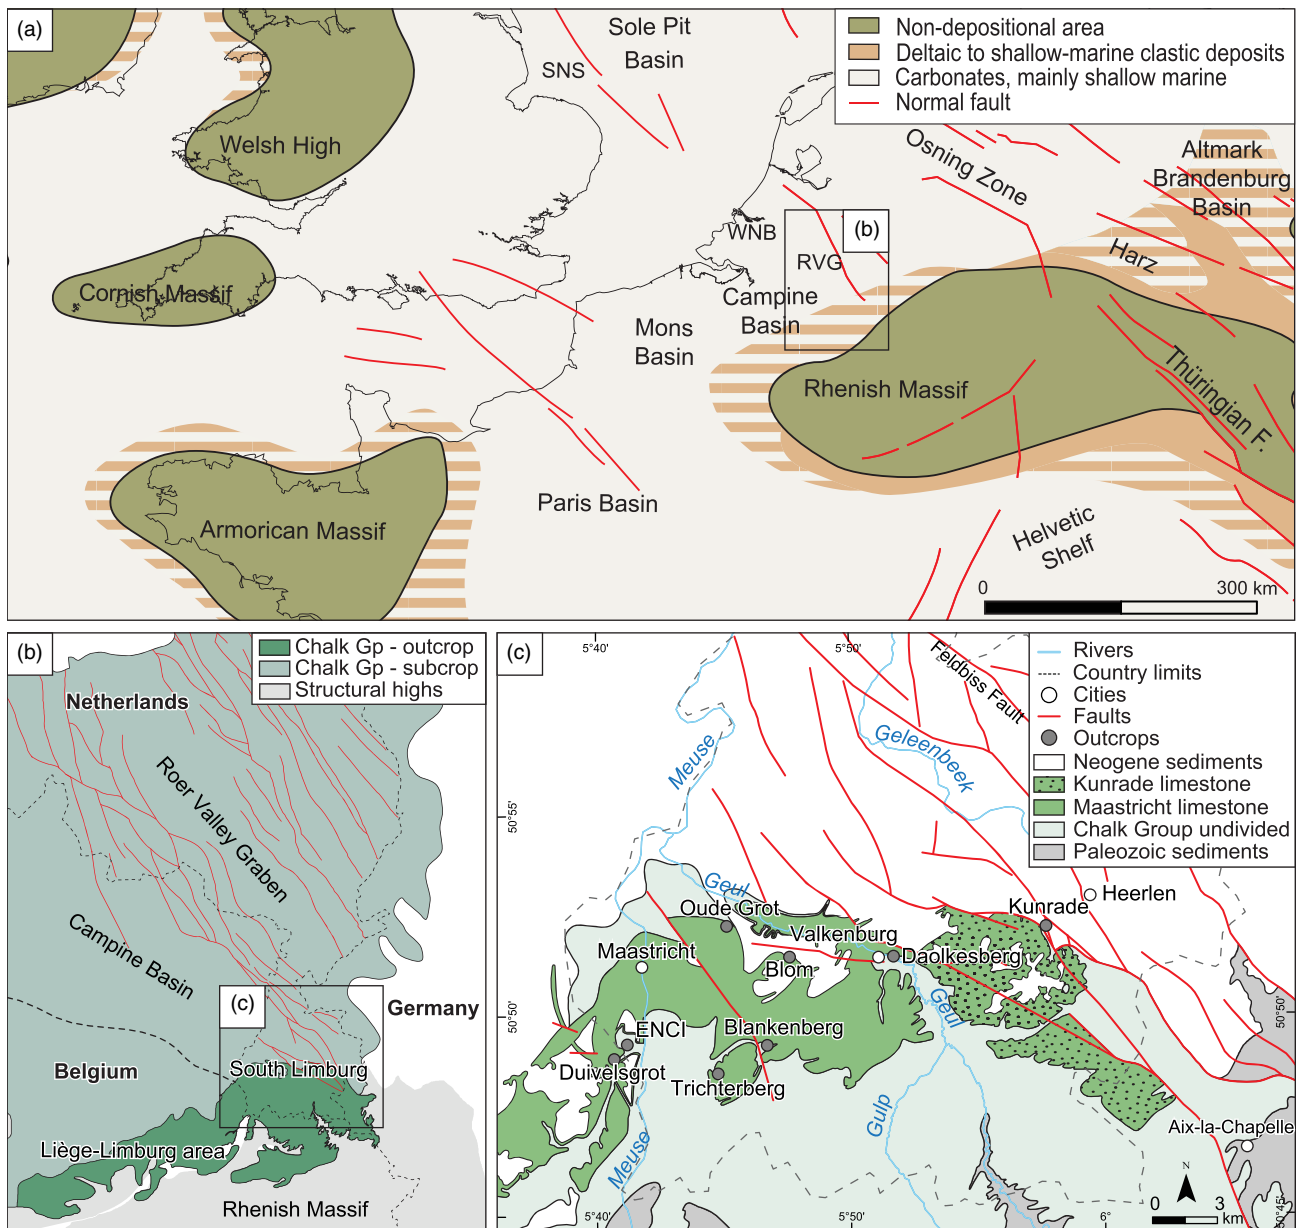 (a)
Sole Pit
Basin
SNS
Non-depositional area
Deltaic to shallow-marine clastic deposits
Carbonates, mainly shallow marine
Normal fault
Welsh High
Osning Zone
Altmark
Brandenburg
Basin
WNB
(b)
RVG
Harz
Cornish Massif
Campine
Basin
Mons
Basin
Rhenish Massif
Thüringian F.
Paris Basin
Armorican Massif
Helvetic
Shelf
0
300 km
(b)
Chalk Gp - outcrop
Chalk Gp - subcrop
Structural highs
Netherlands
Roer Valley Graben
Campine Basin
(c)
Germany
Belgium
South Limburg
Liège-Limburg area
Rhenish Massif
(c)
5°40'
5°50'
Rivers
Country limits
Cities
Faults
Outcrops
Neogene sediments
Kunrade limestone
Maastricht limestone
Chalk Group undivided
Paleozoic sediments
Feldbiss Fault
Meuse
Geleenbeek
50°55'
Geul
Heerlen
Oude Grot
Kunrade
Valkenburg
Maastricht
Daolkesberg
Blom
50°50'
Geul
50°50'
ENCI
Blankenberg
Duivelsgrot
Trichterberg
Gulp
Aix-la-Chapelle
Meuse
N
0
3
km
5°40'
5°50'
6°
50°45'